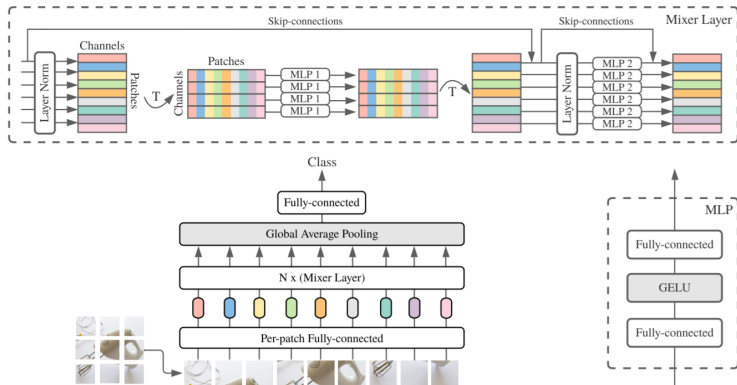 Skip-connections
Skip-connections
Mixer Layer
Channels
Layer Norm
Patches
T
Channels
Patches
MLP 1
MLP 1
MLP 1
MLP 1
T
Layer Norm
MLP 2
MLP 2
MLP 2
MLP 2
MLP 2
MLP 2
Class
Fully-connected
Global Average Pooling
N x (Mixer Layer)
Per-patch Fully-connected
MLP
Fully-connected
GELU
Fully-connected